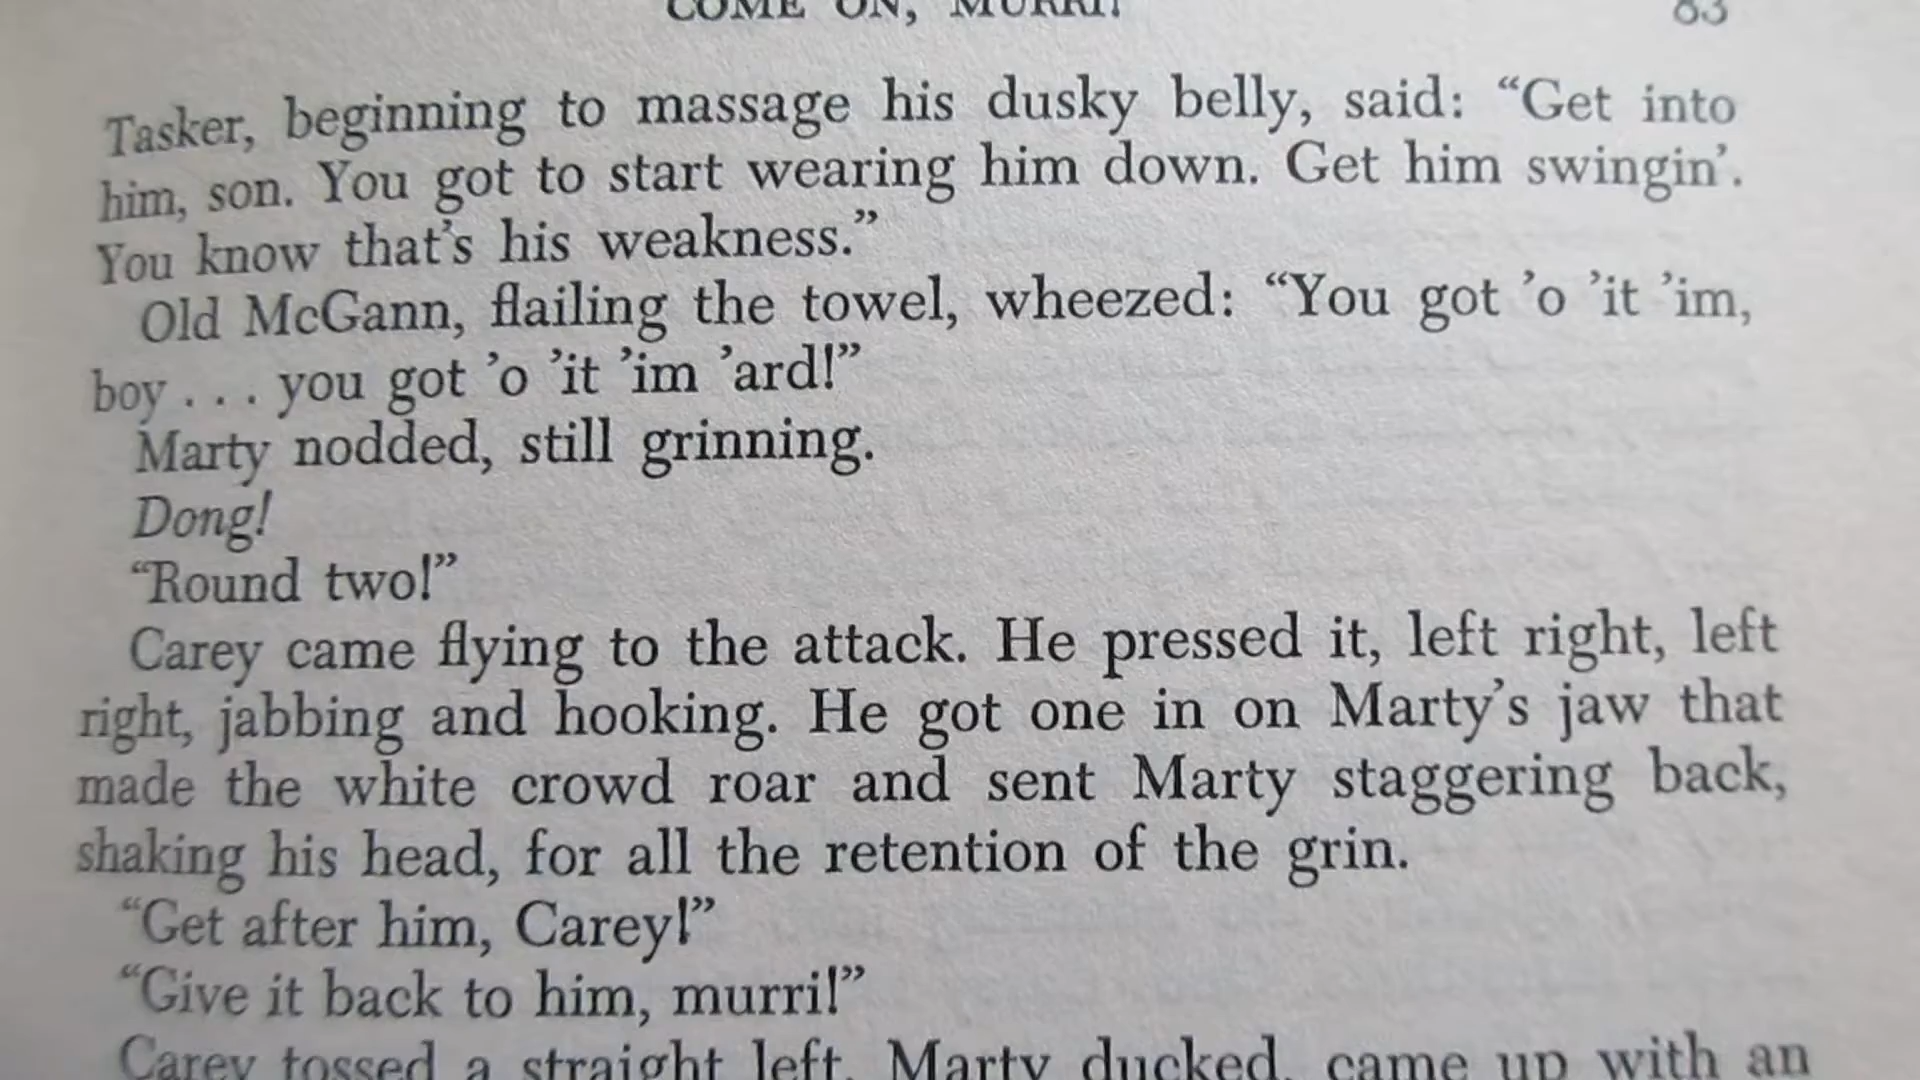 COME ON, MURRI! 83
Tasker, beginning to massage his dusky belly, said: “Get into
him, son. You got to start wearing him down. Get him swingin’.
You know that’s his weakness.”
Old McGann, flailing the towel, wheezed: “You got ’o ’it ’im,
boy . . . you got ’o ’it ’im ’ard!”
Marty nodded, still grinning.
Dong!
“Round two!”
Carey came flying to the attack. He pressed it, left right, left
right, jabbing and hooking. He got one in on Marty’s jaw that
made the white crowd roar and sent Marty staggering back,
shaking his head, for all the retention of the grin.
“Get after him, Carey!”
“Give it back to him, murri!”
Carey tossed a straight left. Marty ducked, came up with an